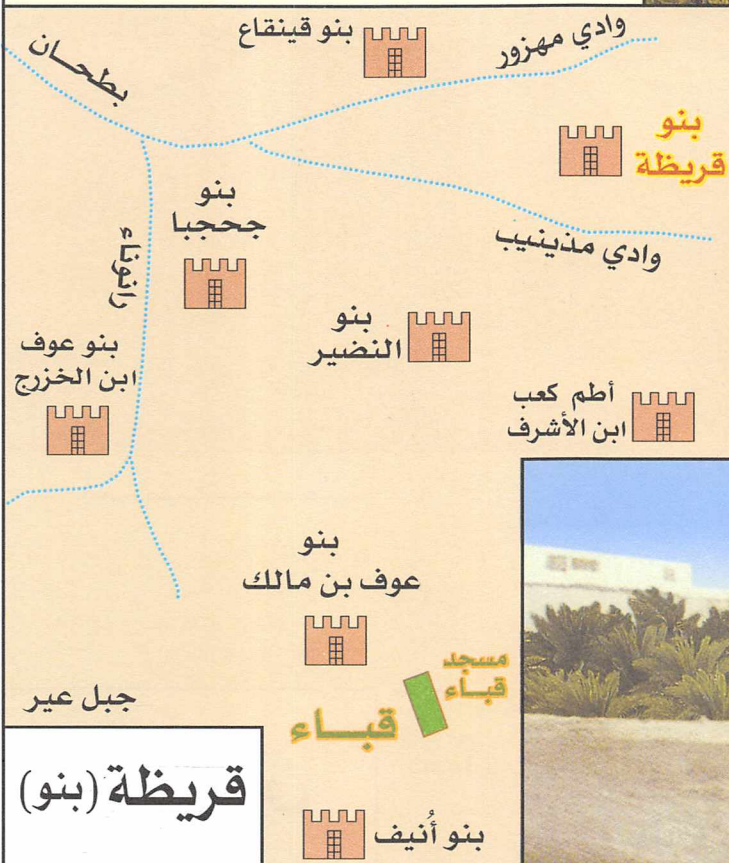 وادي مهزور
بنو قينقاع
بطحان
بنو
قريظة
بنو
جحجبا
وادي مذينيب
رانوناء
بنو
النضير
بنو عوف
ابن الخزرج
أطم كعب
ابن الأشرف
بنو
عوف بن مالك
مسجد
قباء
قباء
جبل عير
قريظة (بنو)
بنو أُنيف